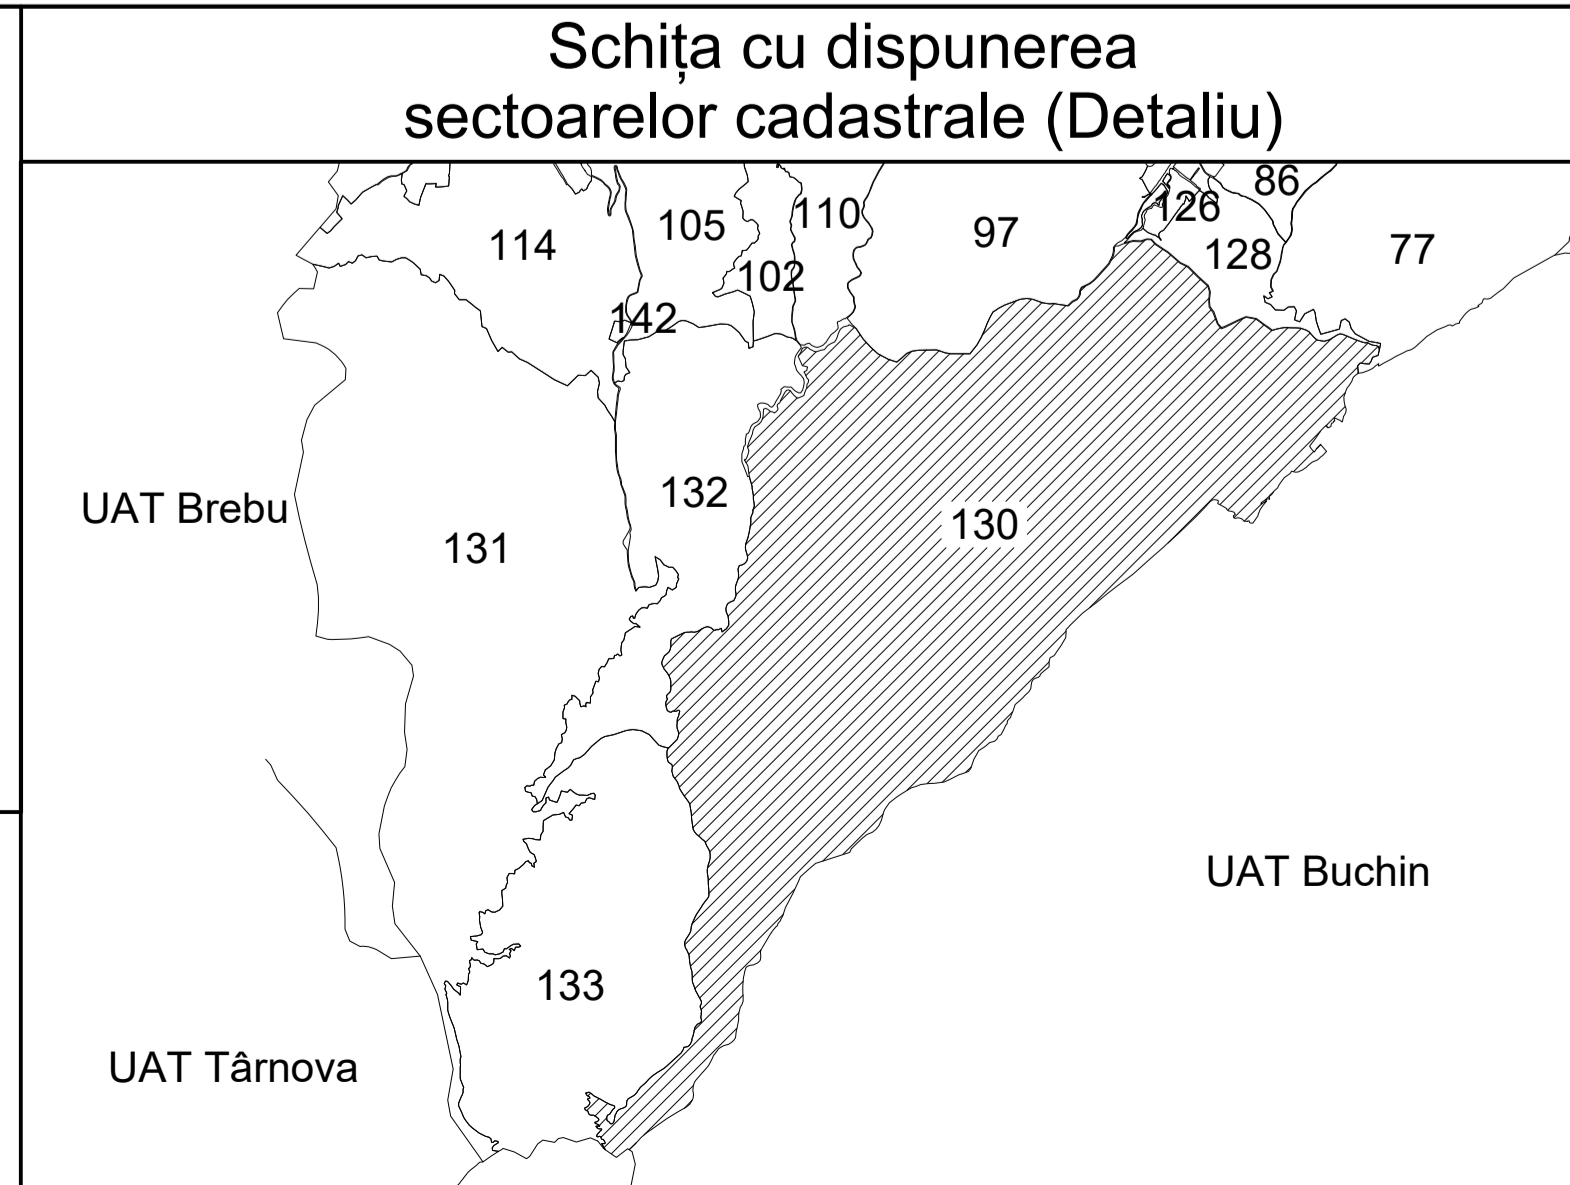 Schița cu dispunerea
sectoarelor cadastrale (Detaliu)
86
126
110
105
97
114
128
77
102
142
132
UAT Brebu
130
131
UAT Buchin
133
UAT Târnova